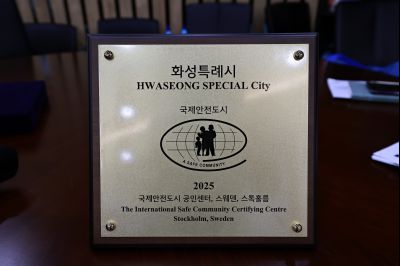 화성특례시
HWASEONG SPECIAL City
국제안전도시
A SAFE COMMUNITY
2025
국제안전도시 공인센터, 스웨덴, 스톡홀름
The International Safe Community Certifying Centre
Stockholm, Sweden